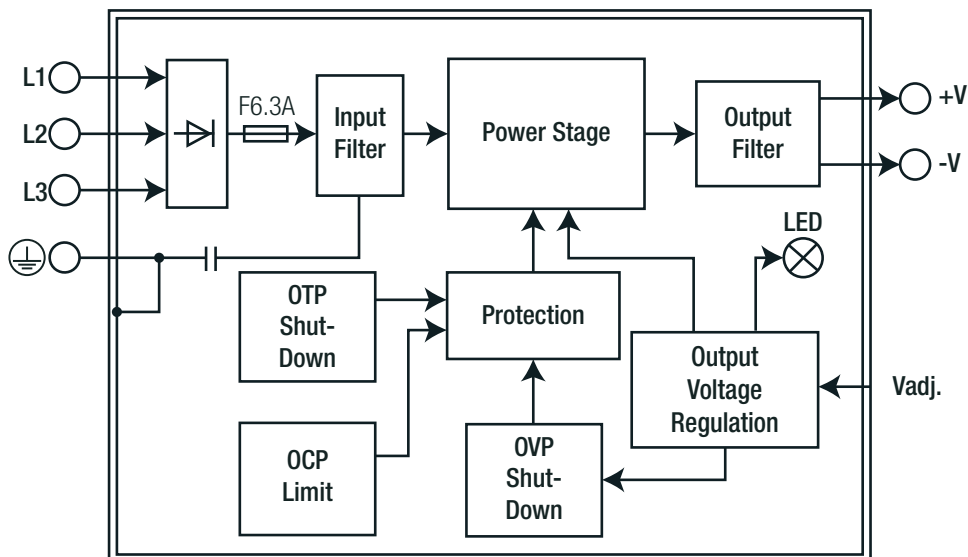 L1
L2
L3
F6.3A
Input
Filter
Power Stage
Output
Filter
+V
-V
LED
OTP
Shut-
Down
Protection
Output
Voltage
Regulation
Vadj.
OCP
Limit
OVP
Shut-
Down